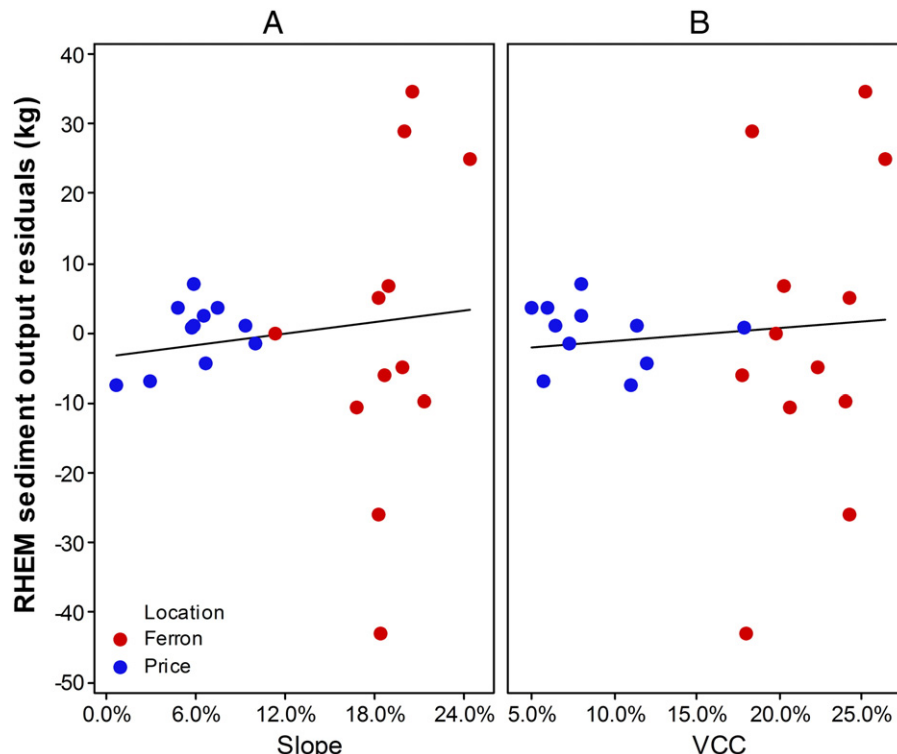 A
B
RHEM sediment output residuals (kg)
40
30
20
10
0
-10
-20
-30
-40
-50
Location
Ferron
Price
0.0% 6.0% 12.0% 18.0% 24.0%
5.0% 10.0% 15.0% 20.0% 25.0%
Slope
VCC